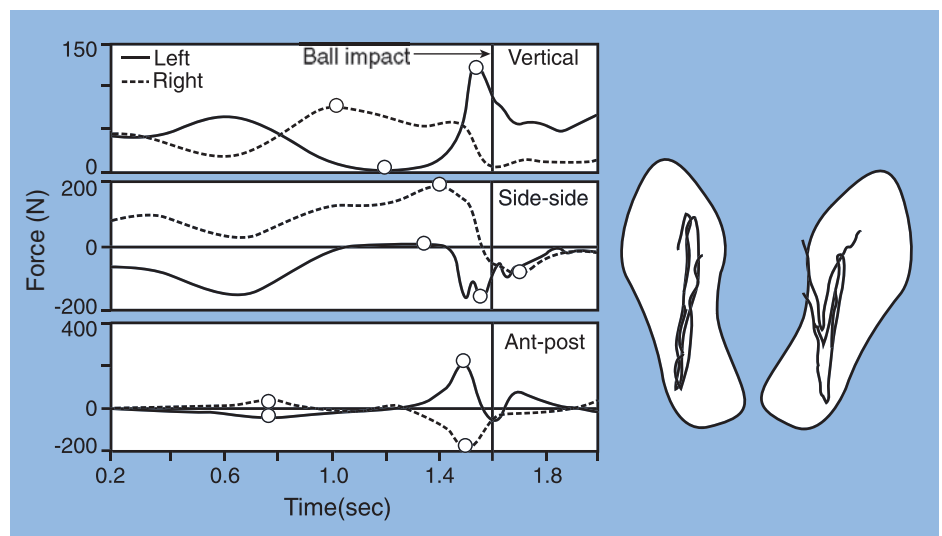 Ball impact
Vertical
Left
Right
150
0
Side-side
200
0
-200
Ant-post
400
0
-200
Force (N)
0.2 0.6 1.0 1.4 1.8
Time(sec)